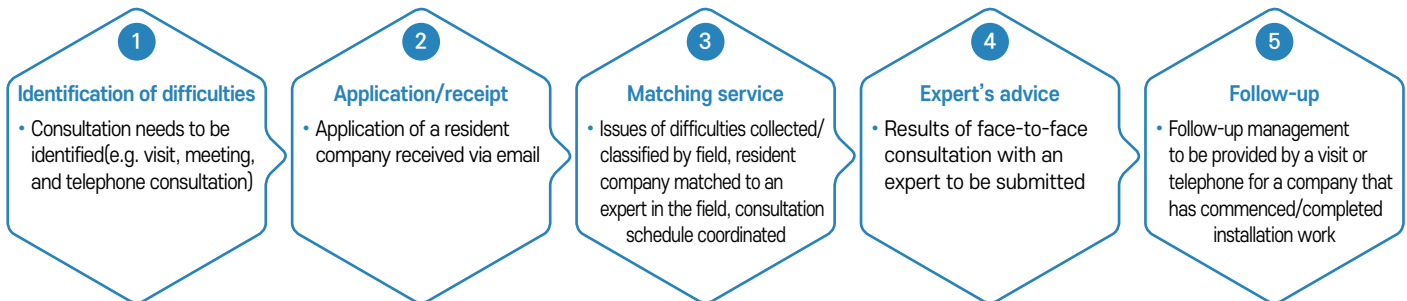 1
Identification of difficulties
• Consultation needs to be
identified(e.g. visit, meeting,
and telephone consultation)
2
Application/receipt
• Application of a resident
company received via email
3
Matching service
• Issues of difficulties collected/
classified by field, resident
company matched to an
expert in the field, consultation
schedule coordinated
4
Expert's advice
• Results of face-to-face
consultation with an
expert to be submitted
5
Follow-up
• Follow-up management
to be provided by a visit or
telephone for a company that
has commenced/completed
installation work